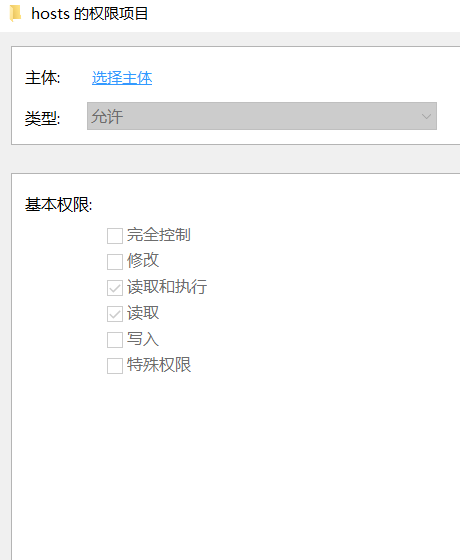 hosts 的权限项目
主体: 选择主体
类型: 允许
基本权限:
完全控制
修改
读取和执行
读取
写入
特殊权限